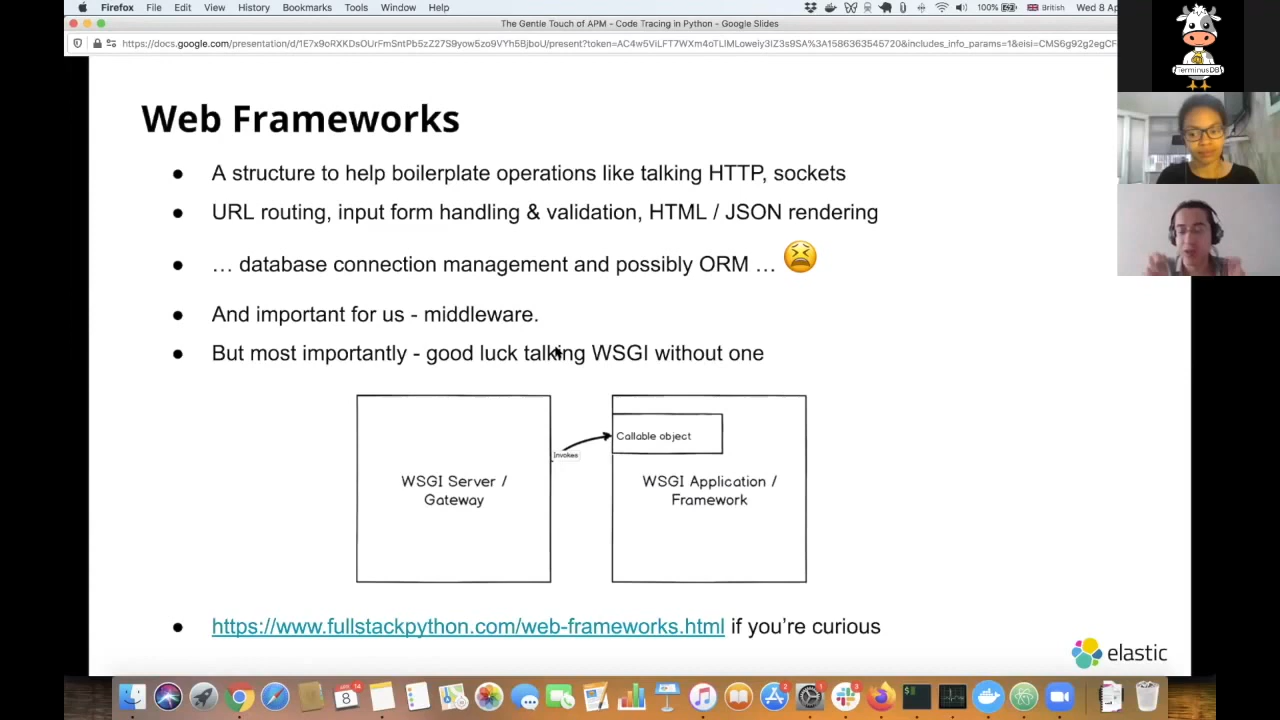 Firefox File Edit View History Bookmarks Tools Window Help 100% British Wed 8 Ap
The Gentle Touch of APM - Code Tracing in Python - Google Slides
Web Frameworks
● A structure to help boilerplate operations like talking HTTP, sockets
● URL routing, input form handling & validation, HTML / JSON rendering
● … database connection management and possibly ORM … 😫
● And important for us - middleware.
● But most importantly - good luck talking WSGI without one
Callable object
Invokes
WSGI Server /
Gateway
WSGI Application /
Framework
● https://www.fullstackpython.com/web-frameworks.html if you’re curious
elastic
TerminusDB